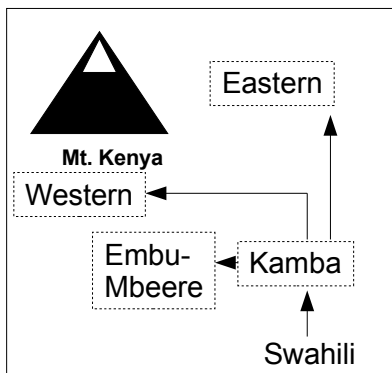 Eastern
Mt. Kenya
Western
Embu-
Mbeere
Kamba
Swahili